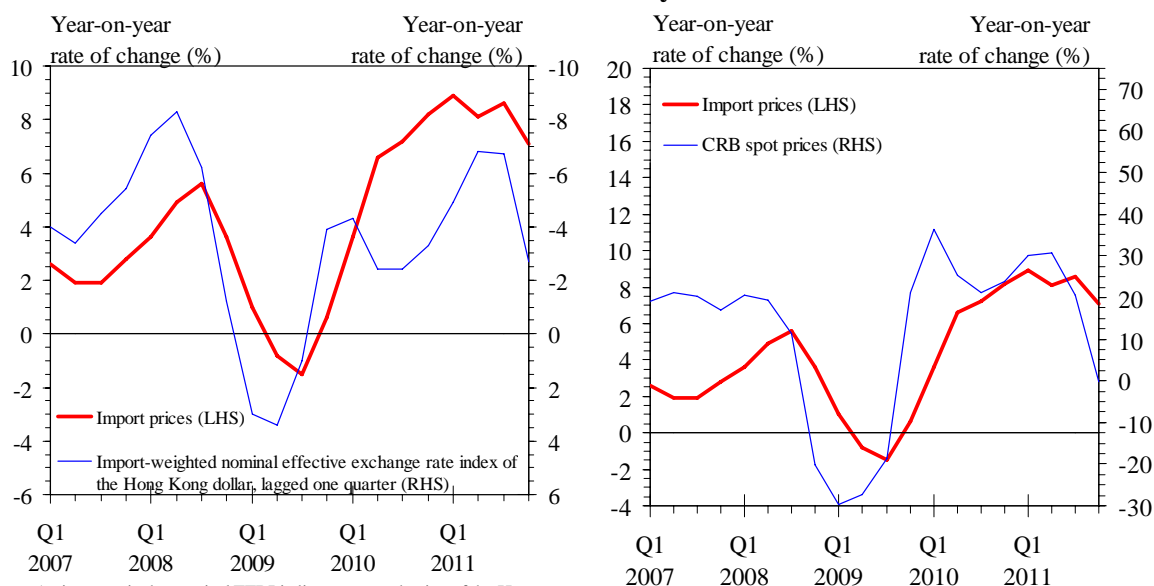 Year-on-year
rate of change (%)
Year-on-year
rate of change (%)
10
8
6
4
2
0
-2
-4
-6
-10
-8
-6
-4
-2
0
2
4
6
Import prices (LHS)
Import-weighted nominal effective exchange rate index of
the Hong Kong dollar, lagged one quarter (RHS)
Q1
2007
Q1
2008
Q1
2009
Q1
2010
Q1
2011
Year-on-year
rate of change (%)
Year-on-year
rate of change (%)
20
18
16
14
12
10
8
6
4
2
0
-2
-4
70
60
50
40
30
20
10
0
-10
-20
-30
Import prices (LHS)
CRB spot prices (RHS)
Q1
2007
Q1
2008
Q1
2009
Q1
2010
Q1
2011